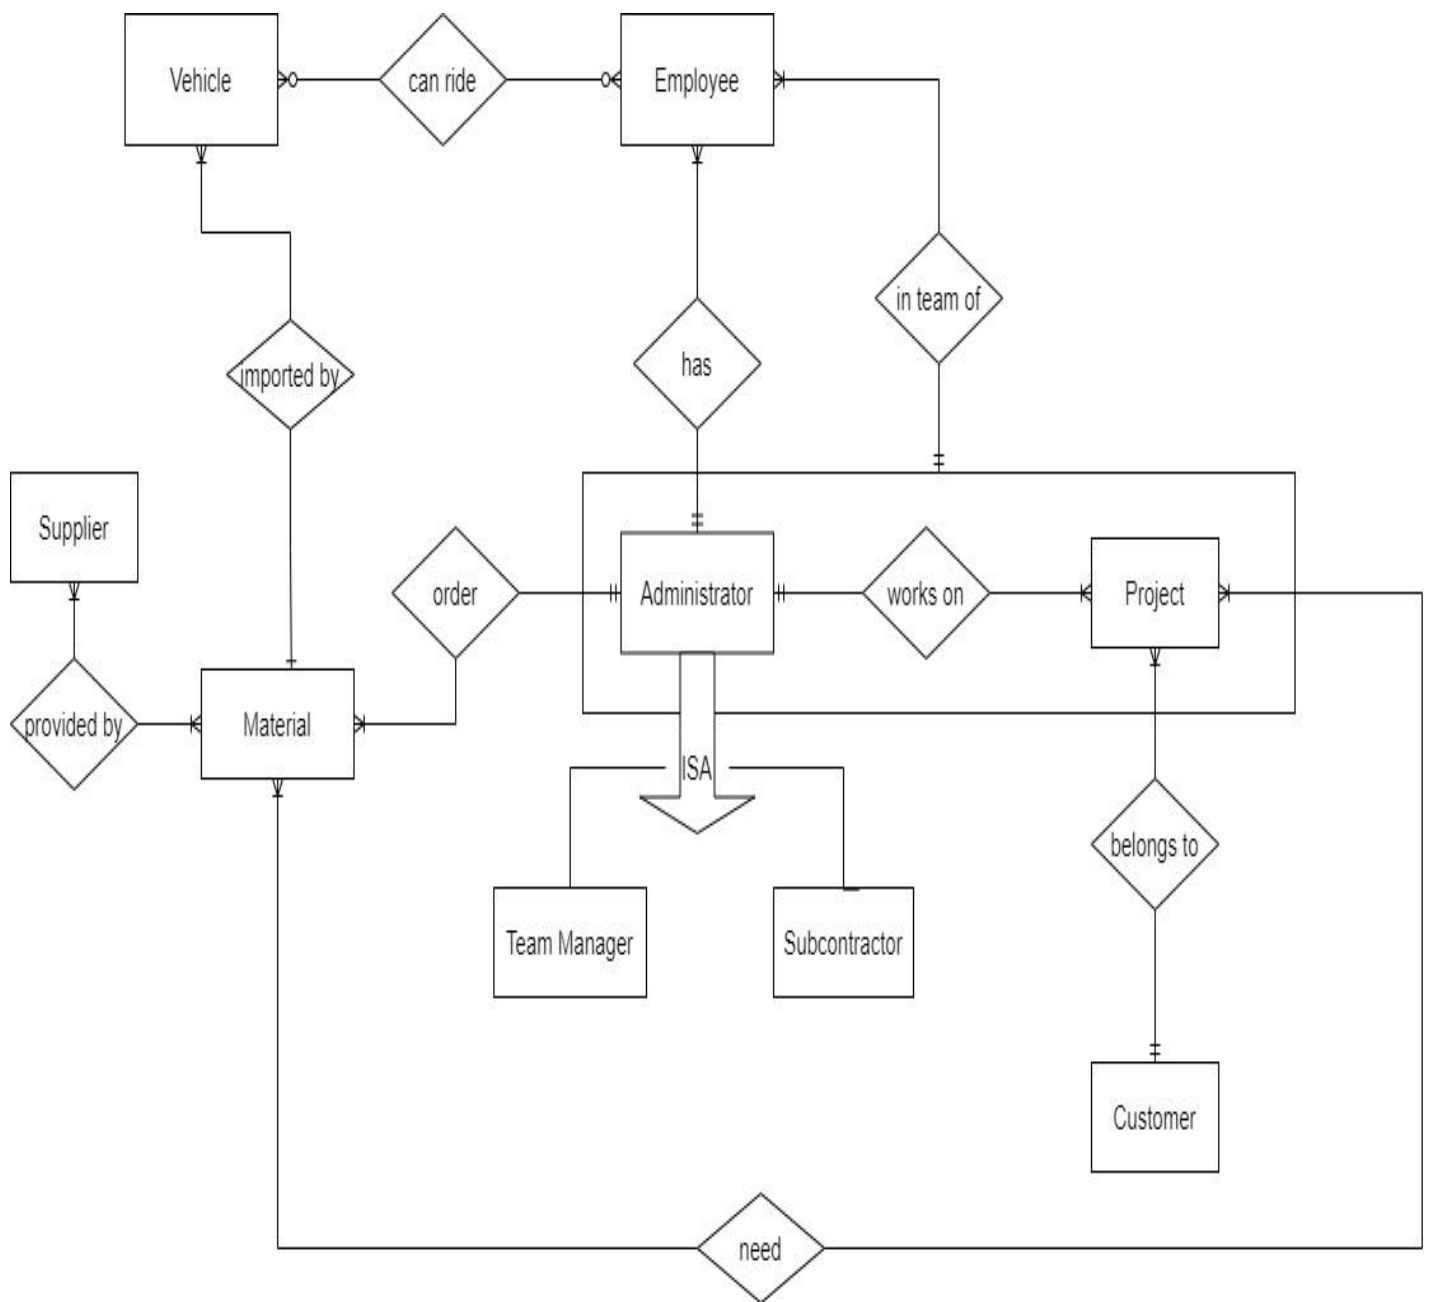 Vehicle
can ride
Employee
in team of
has
imported by
Supplier
order
Administrator
works on
Project
provided by
Material
ISA
belongs to
Team Manager
Subcontractor
Customer
need